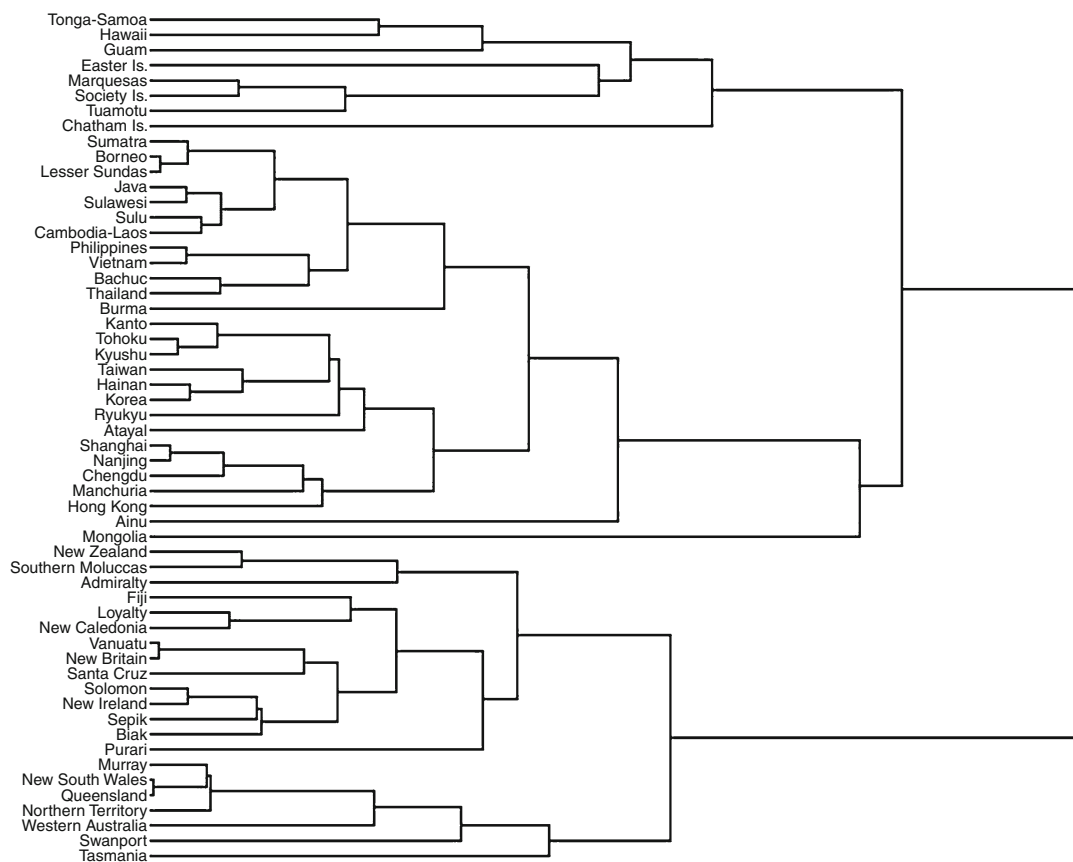 Tonga-Samoa
Hawaii
Guam
Easter Is.
Marquesas
Society Is.
Tuamotu
Chatham Is.
Sumatra
Borneo
Lesser Sundas
Java
Sulawesi
Sulu
Cambodia-Laos
Philippines
Vietnam
Bachuc
Thailand
Burma
Kanto
Tohoku
Kyushu
Taiwan
Hainan
Korea
Ryukyu
Atayal
Shanghai
Nanjing
Chengdu
Manchuria
Hong Kong
Ainu
Mongolia
New Zealand
Southern Moluccas
Admiralty
Fiji
Loyalty
New Caledonia
Vanuatu
New Britain
Santa Cruz
Solomon
New Ireland
Sepik
Biak
Purari
Murray
New South Wales
Queensland
Northern Territory
Western Australia
Swanport
Tasmania